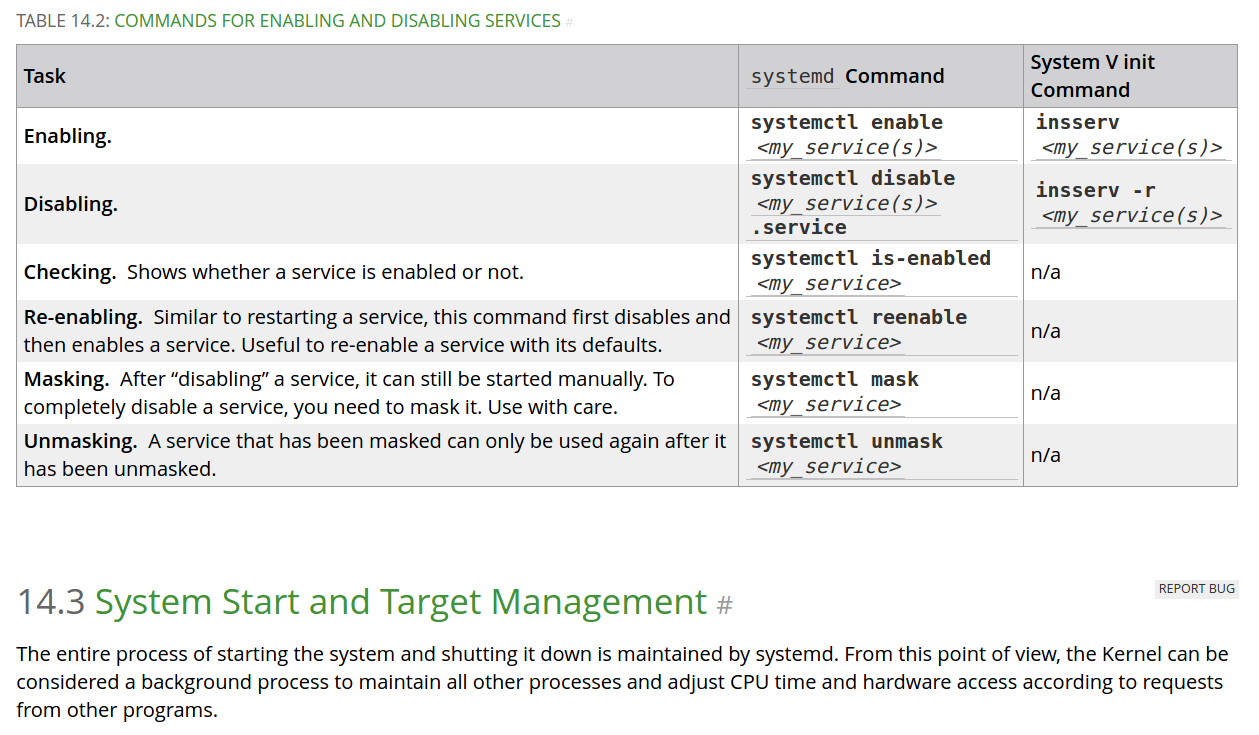 TABLE 14.2: COMMANDS FOR ENABLING AND DISABLING SERVICES #
Task
systemd Command
System V init
Command
Enabling.
systemctl enable
<my_service(s)>
insserv
<my_service(s)>
Disabling.
systemctl disable
<my_service(s)>
.service
insserv -r
<my_service(s)>
Checking. Shows whether a service is enabled or not.
systemctl is-enabled
<my_service>
n/a
Re-enabling. Similar to restarting a service, this command first disables and
then enables a service. Useful to re-enable a service with its defaults.
systemctl reenable
<my_service>
n/a
Masking. After “disabling” a service, it can still be started manually. To
completely disable a service, you need to mask it. Use with care.
systemctl mask
<my_service>
n/a
Unmasking. A service that has been masked can only be used again after it
has been unmasked.
systemctl unmask
<my_service>
n/a
14.3 System Start and Target Management #
REPORT BUG
The entire process of starting the system and shutting it down is maintained by systemd. From this point of view, the Kernel can be
considered a background process to maintain all other processes and adjust CPU time and hardware access according to requests
from other programs.